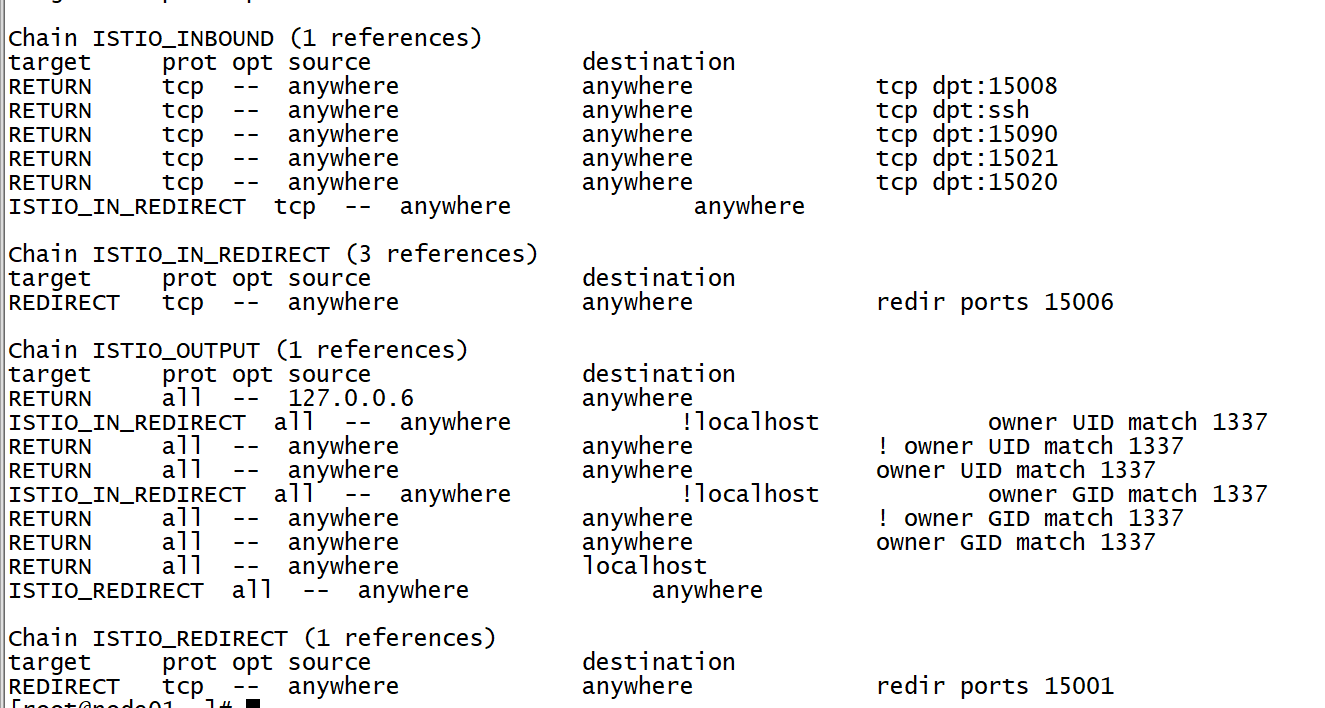 Chain ISTIO_INBOUND (1 references)
target     prot opt source               destination
RETURN     tcp  --  anywhere             anywhere             tcp dpt:15008
RETURN     tcp  --  anywhere             anywhere             tcp dpt:ssh
RETURN     tcp  --  anywhere             anywhere             tcp dpt:15090
RETURN     tcp  --  anywhere             anywhere             tcp dpt:15021
RETURN     tcp  --  anywhere             anywhere             tcp dpt:15020
ISTIO_IN_REDIRECT  tcp  --  anywhere             anywhere
Chain ISTIO_IN_REDIRECT (3 references)
target     prot opt source               destination
REDIRECT   tcp  --  anywhere             anywhere             redir ports 15006
Chain ISTIO_OUTPUT (1 references)
target     prot opt source               destination
RETURN     all  --  127.0.0.6            anywhere
ISTIO_IN_REDIRECT  all  --  anywhere            !localhost            owner UID match 1337
RETURN     all  --  anywhere             anywhere             ! owner UID match 1337
RETURN     all  --  anywhere             anywhere             owner UID match 1337
ISTIO_IN_REDIRECT  all  --  anywhere            !localhost            owner GID match 1337
RETURN     all  --  anywhere             anywhere             ! owner GID match 1337
RETURN     all  --  anywhere             anywhere             owner GID match 1337
RETURN     all  --  anywhere             localhost
ISTIO_REDIRECT  all  --  anywhere             anywhere
Chain ISTIO_REDIRECT (1 references)
target     prot opt source               destination
REDIRECT   tcp  --  anywhere             anywhere             redir ports 15001
[root@node01 ~]#